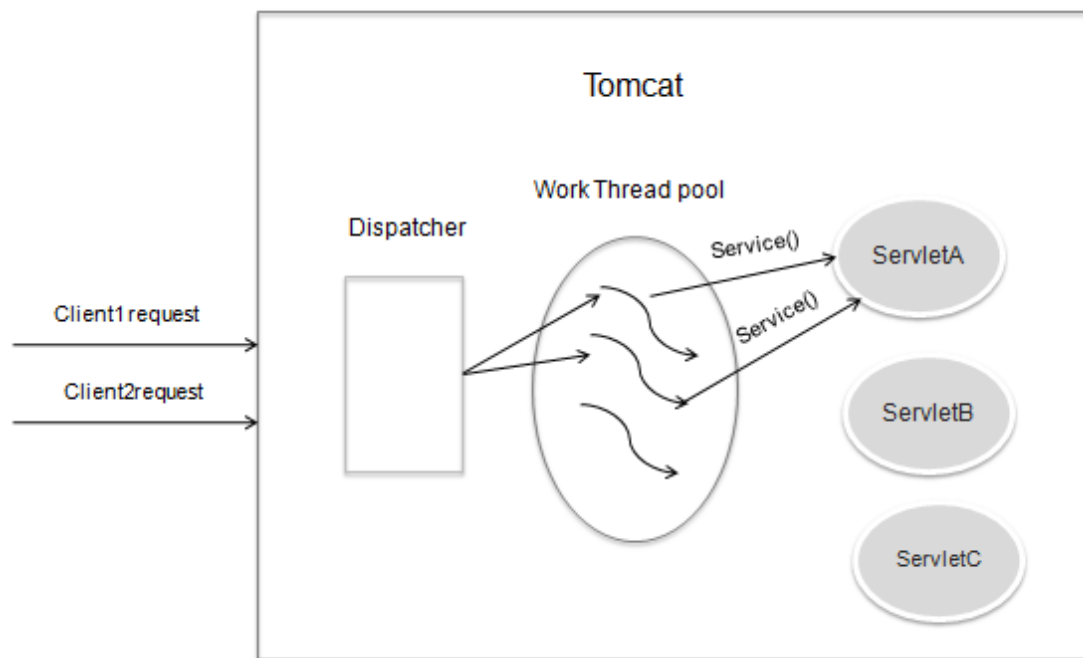 Tomcat
Work Thread pool
Dispatcher
Service()
ServletA
Client1 request
Service()
Client2request
ServletB
ServletC